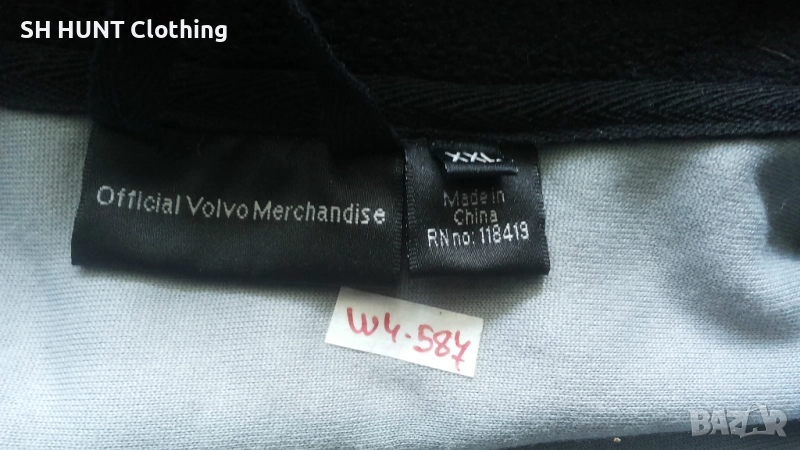 SH HUNT Clothing
Official Volvo Merchandise
XXL
Made in
China
RN no: 118419
W4-587
BAZAR